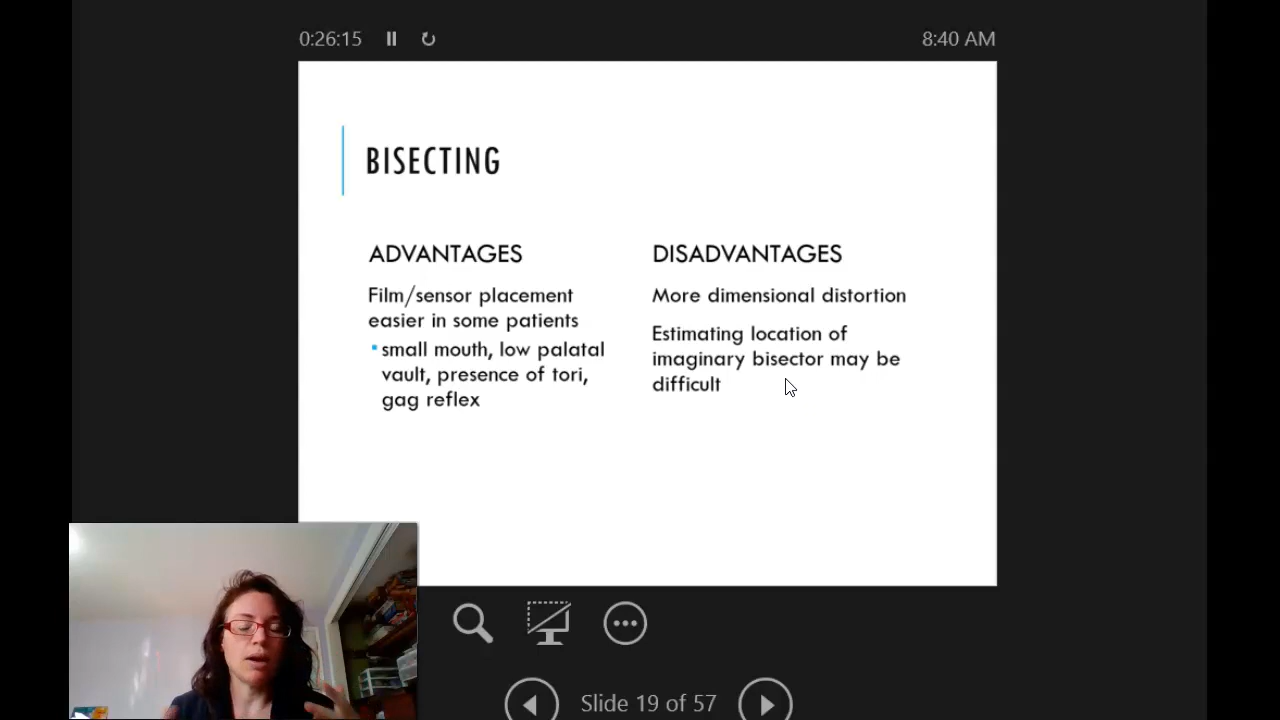 0:26:15
8:40 AM
BISECTING
ADVANTAGES
Film/sensor placement
easier in some patients
small mouth, low palatal
vault, presence of tori,
gag reflex
DISADVANTAGES
More dimensional distortion
Estimating location of
imaginary bisector may be
difficult
Slide 19 of 57